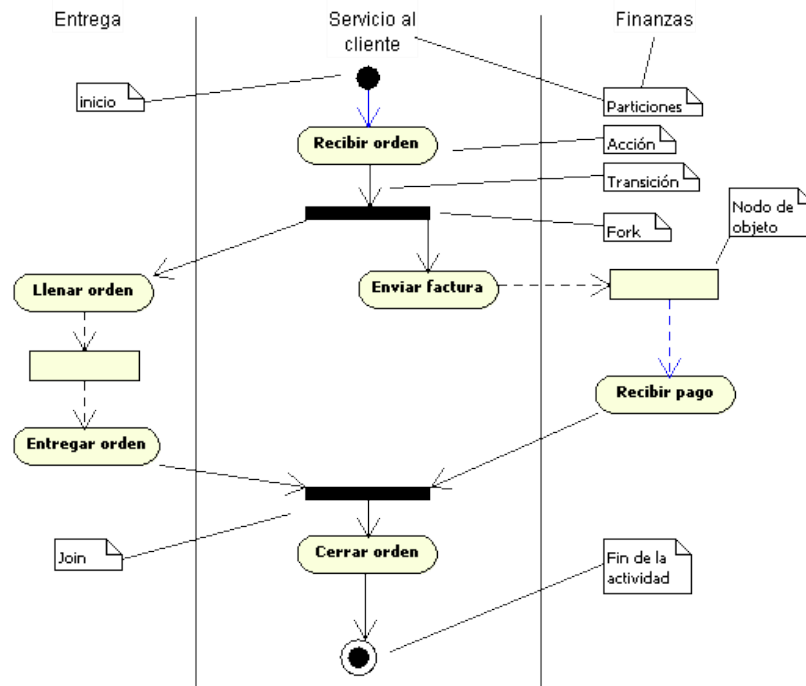 Entrega
Servicio al
cliente
Finanzas
inicio
Particiones
Recibir orden
Acción
Transición
Nodo de
objeto
Fork
Llenar orden
Enviar factura
Recibir pago
Entregar orden
Join
Cerrar orden
Fin de la
actividad